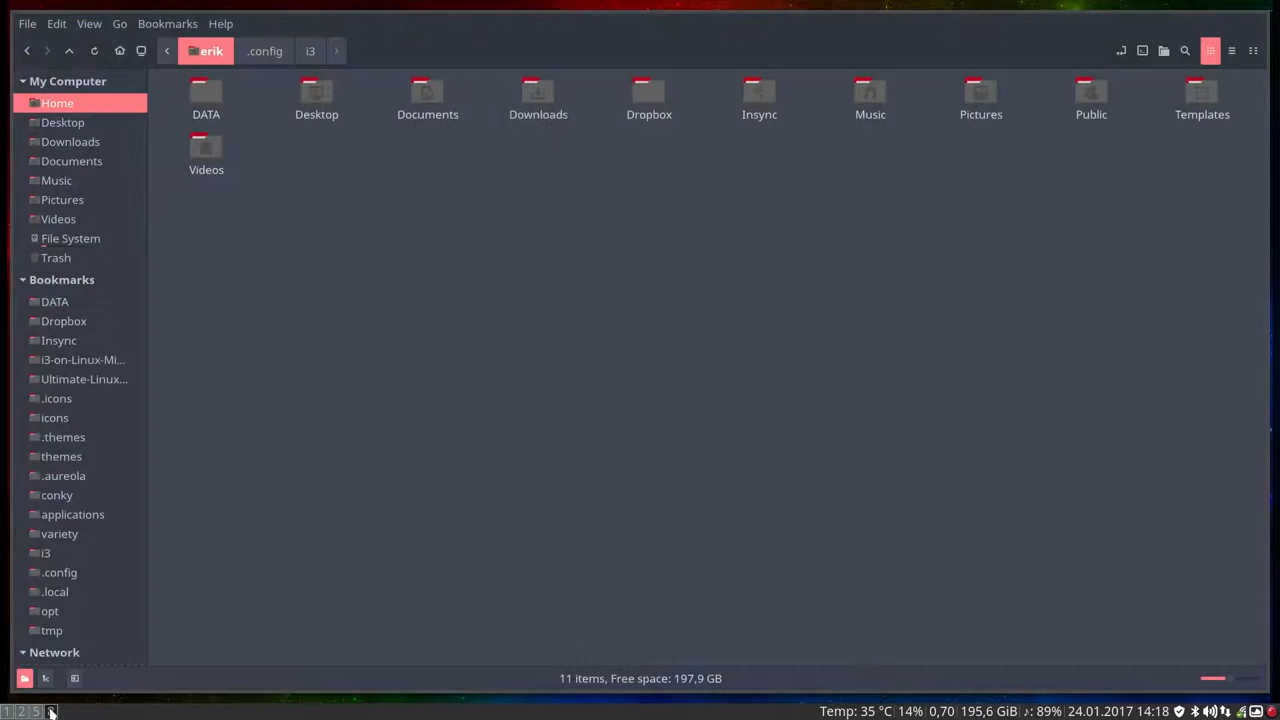 File Edit View Go Bookmarks Help
erik .config i3
My Computer
Home
Desktop
Downloads
Documents
Music
Pictures
Videos
File System
Trash
Bookmarks
DATA
Dropbox
Insync
i3-on-Linux-Mi...
Ultimate-Linux...
.icons
icons
.themes
themes
.aureola
conky
applications
variety
i3
.config
.local
opt
tmp
Network
DATA Desktop Documents Downloads Dropbox Insync Music Pictures Public Templates
Videos
11 items, Free space: 197,9 GB
1 2 5
Temp: 35 °C 14% 0,70 195,6 GiB ♪: 89% 24.01.2017 14:18